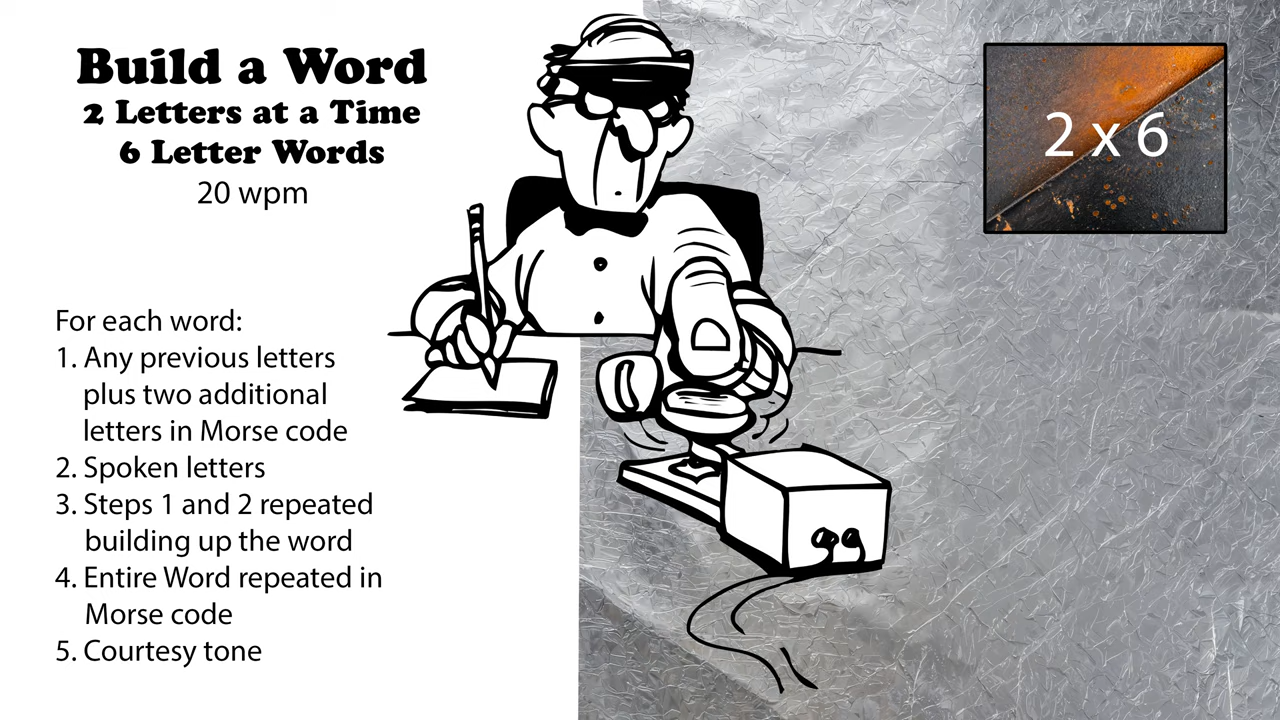 Build a Word
2 Letters at a Time
6 Letter Words
20 wpm
2 x 6
For each word:
1. Any previous letters
plus two additional
letters in Morse code
2. Spoken letters
3. Steps 1 and 2 repeated
building up the word
4. Entire Word repeated in
Morse code
5. Courtesy tone